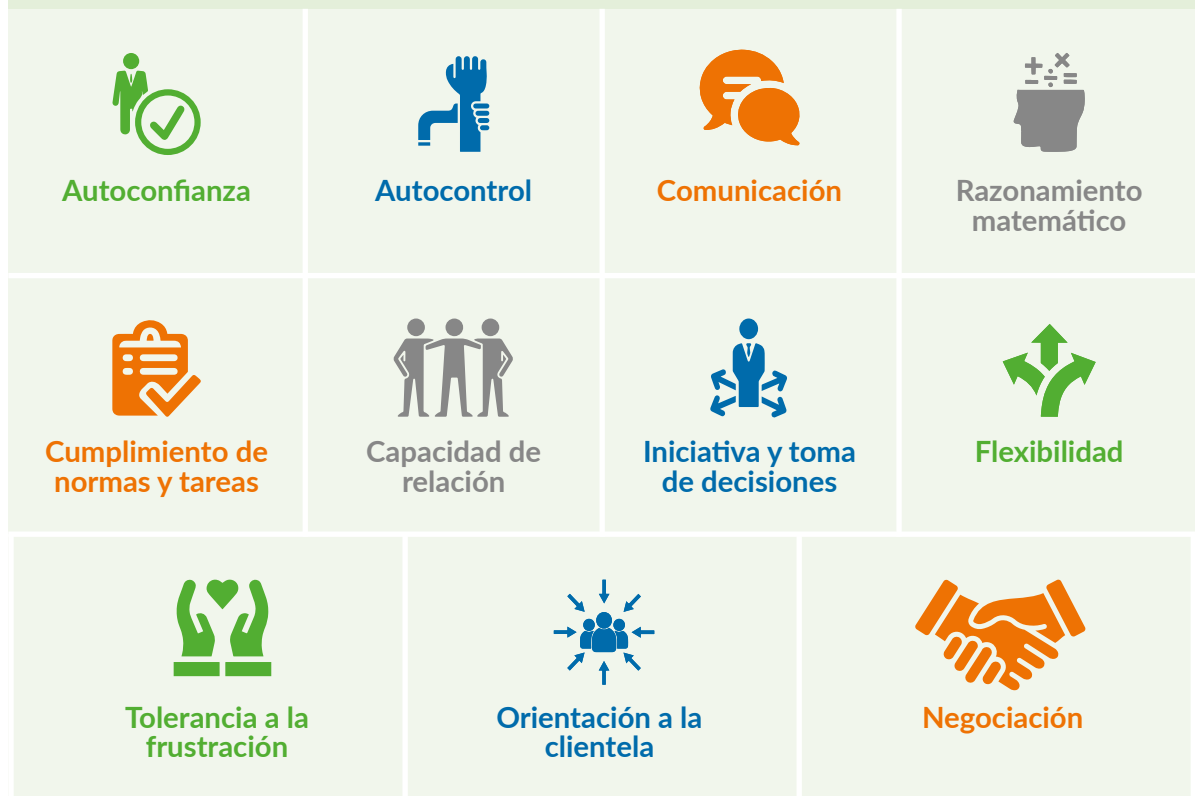 Autoconfianza
Autocontrol
Comunicación
Razonamiento
matemático
Cumplimiento de
normas y tareas
Capacidad de
relación
Iniciativa y toma
de decisiones
Flexibilidad
Tolerancia a la
frustración
Orientación a la
clientela
Negociación